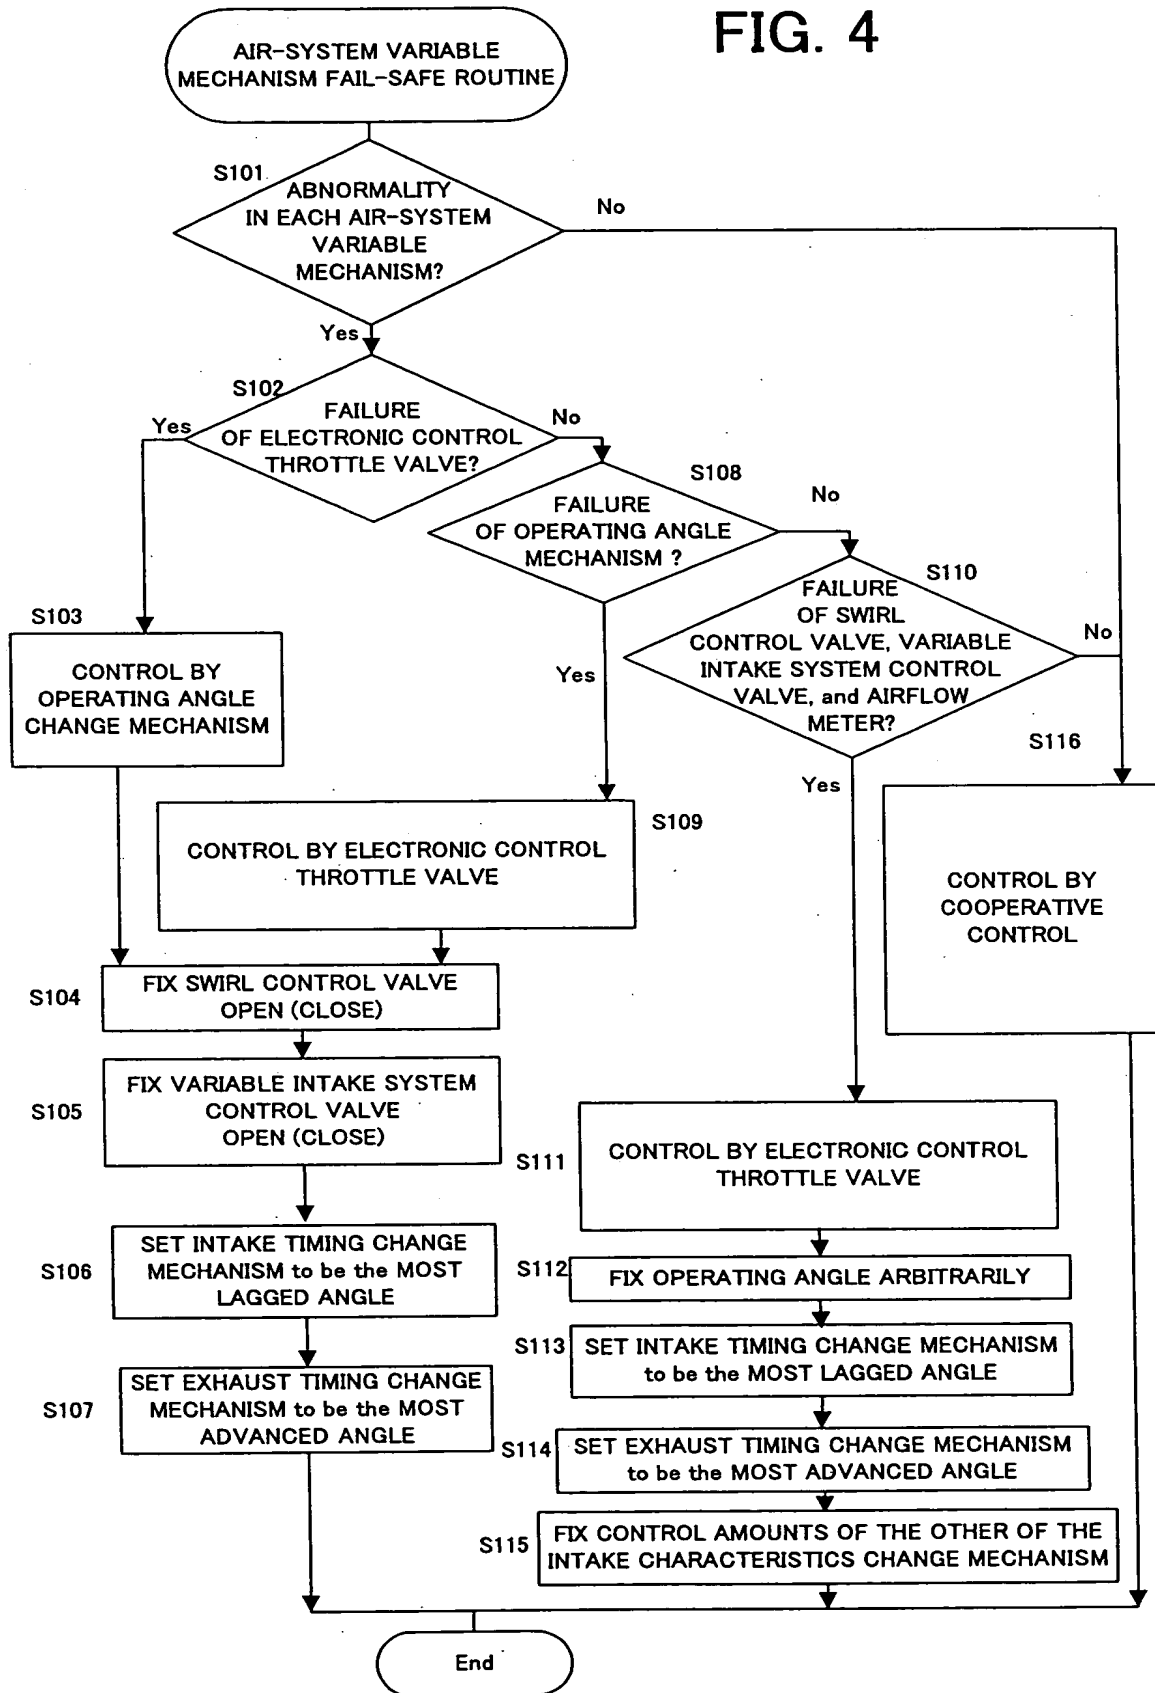 FIG. 4
AIR-SYSTEM VARIABLE
MECHANISM FAIL-SAFE ROUTINE
S101
ABNORMALITY
IN EACH AIR-SYSTEM
VARIABLE
MECHANISM?
No
Yes
S102
FAILURE
OF ELECTRONIC CONTROL
THROTTLE VALVE?
Yes
No
S108
FAILURE
OF OPERATING ANGLE
MECHANISM ?
No
Yes
S110
FAILURE
OF SWIRL
CONTROL VALVE, VARIABLE
INTAKE SYSTEM CONTROL
VALVE, and AIRFLOW
METER?
No
Yes
S103
CONTROL BY
OPERATING ANGLE
CHANGE MECHANISM
S116
CONTROL BY
COOPERATIVE
CONTROL
S109
CONTROL BY ELECTRONIC CONTROL
THROTTLE VALVE
S104
FIX SWIRL CONTROL VALVE
OPEN (CLOSE)
S105
FIX VARIABLE INTAKE SYSTEM
CONTROL VALVE
OPEN (CLOSE)
S106
SET INTAKE TIMING CHANGE
MECHANISM to be the MOST
LAGGED ANGLE
S107
SET EXHAUST TIMING CHANGE
MECHANISM to be the MOST
ADVANCED ANGLE
S111
CONTROL BY ELECTRONIC CONTROL
THROTTLE VALVE
S112
FIX OPERATING ANGLE ARBITRARILY
S113
SET INTAKE TIMING CHANGE MECHANISM
to be the MOST LAGGED ANGLE
S114
SET EXHAUST TIMING CHANGE MECHANISM
to be the MOST ADVANCED ANGLE
S115
FIX CONTROL AMOUNTS OF THE OTHER OF THE
INTAKE CHARACTERISTICS CHANGE MECHANISM
End